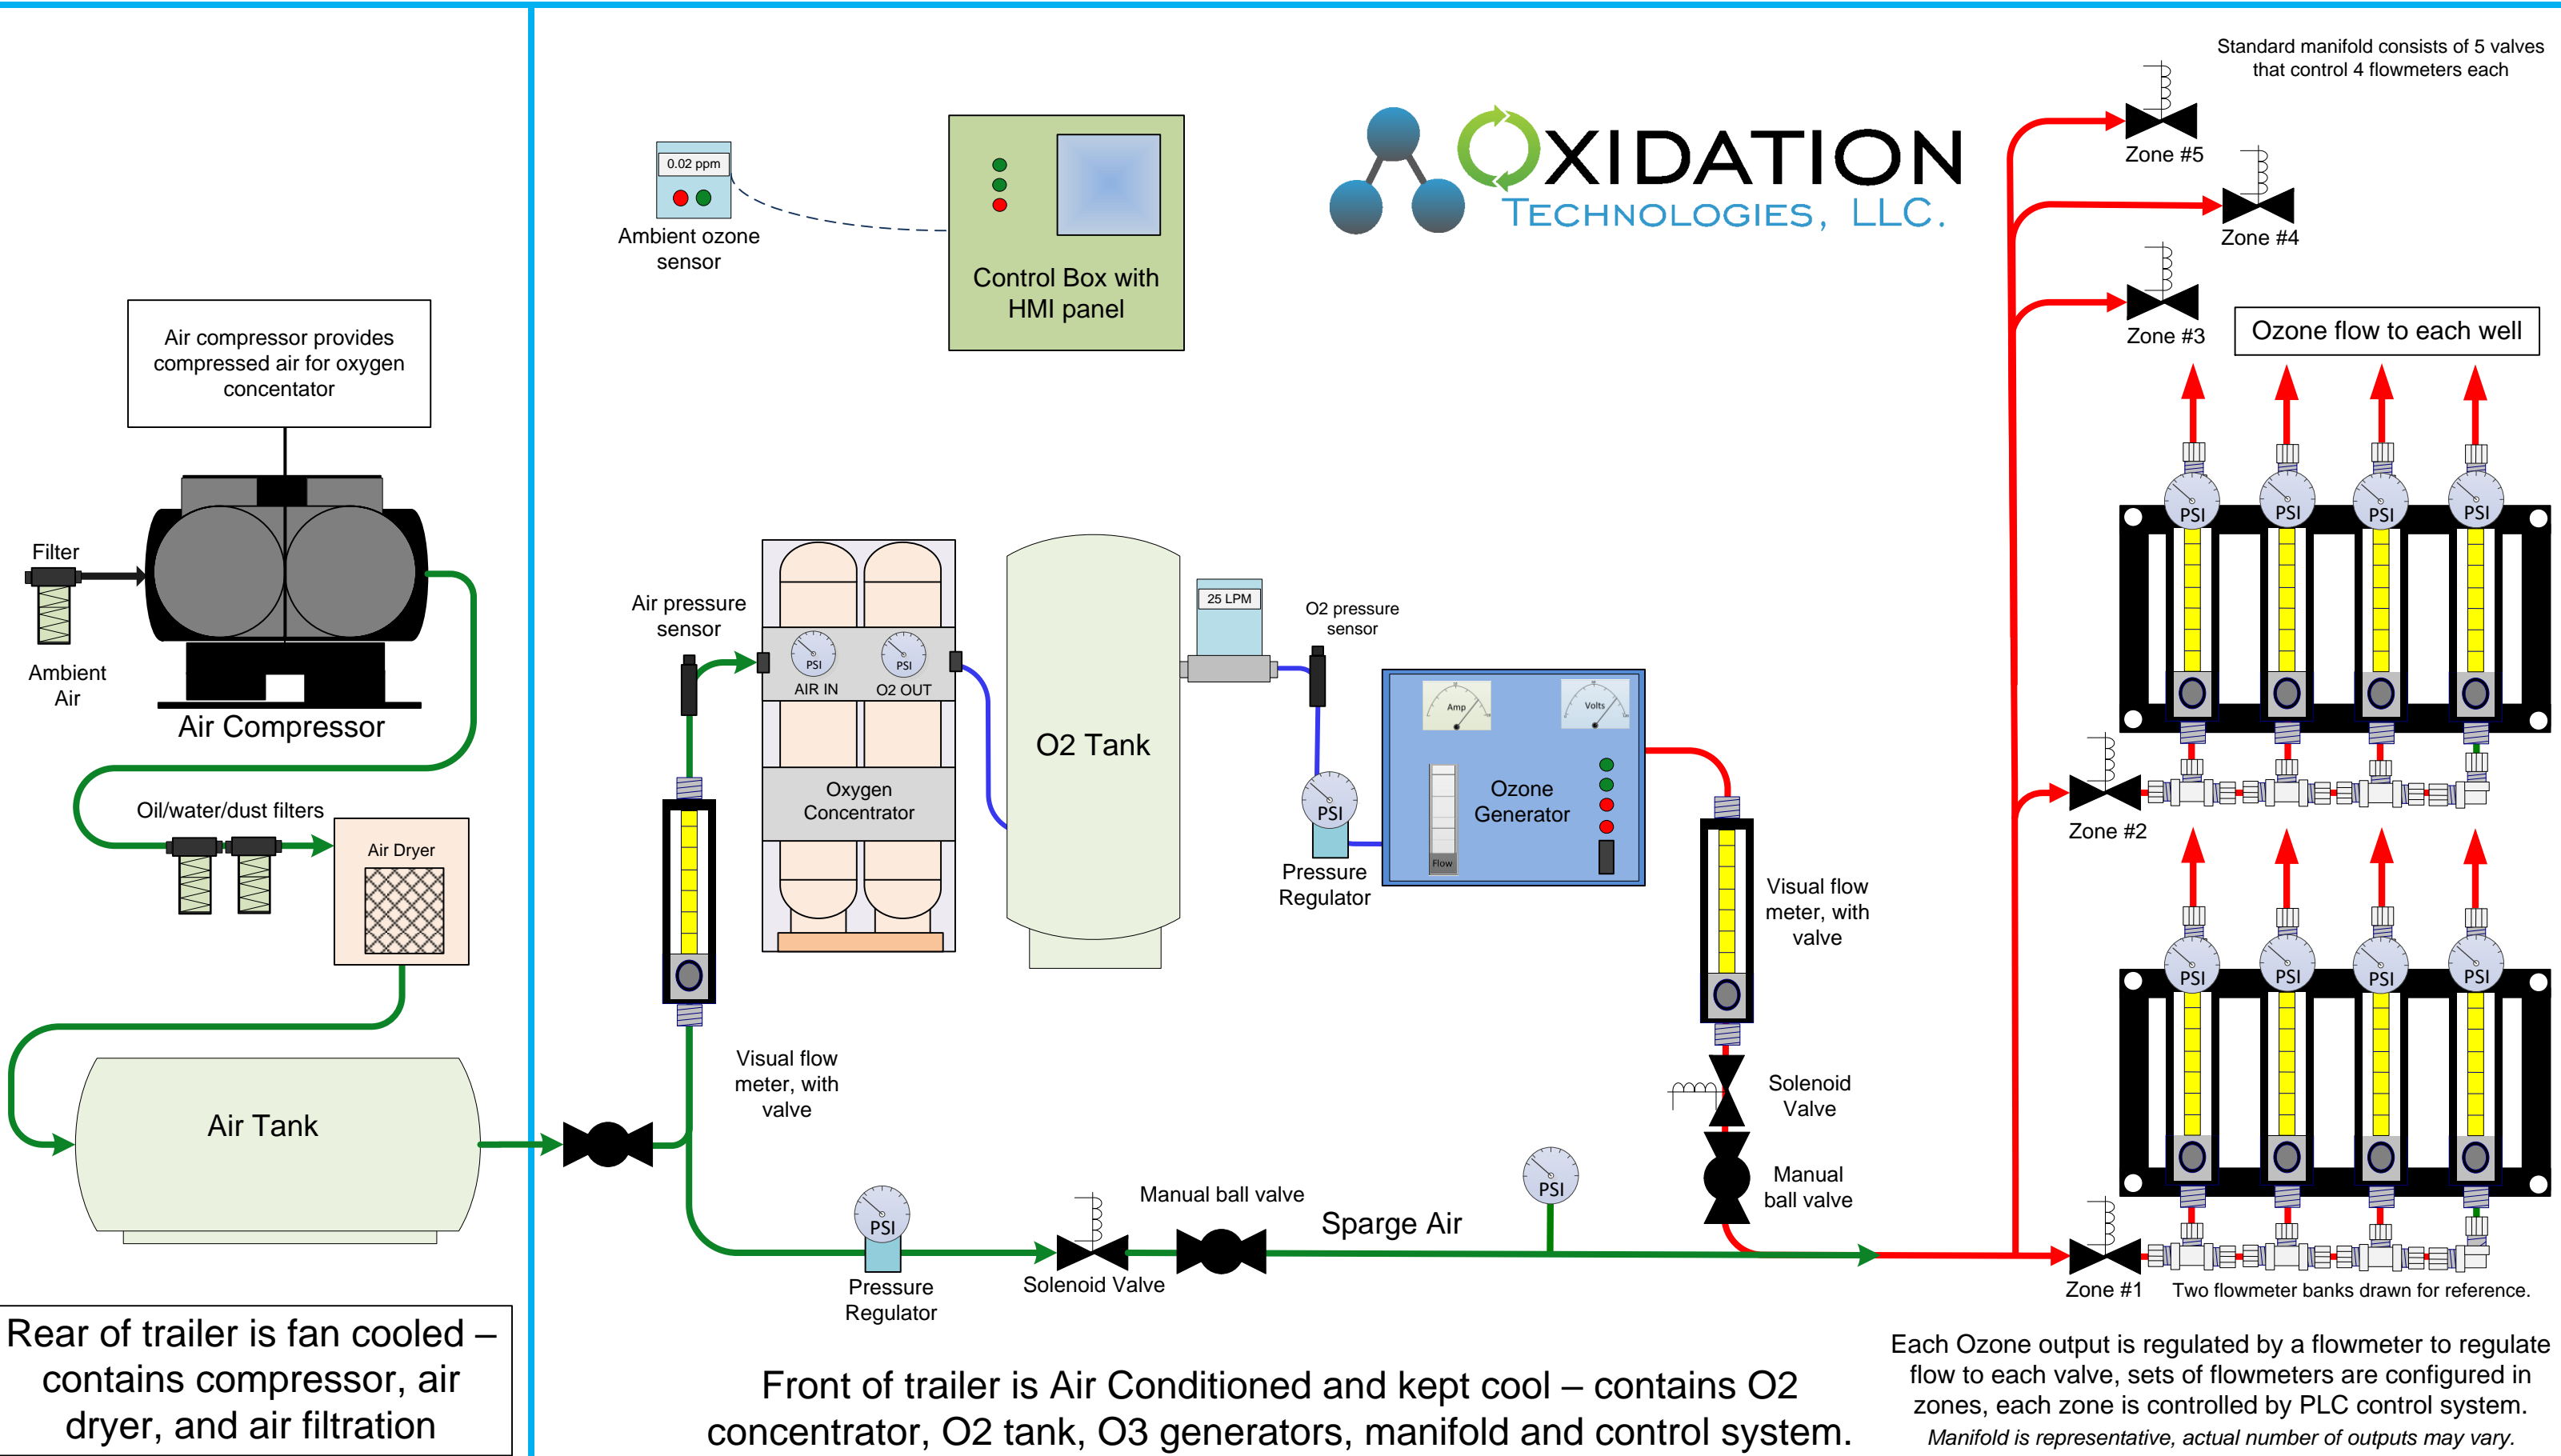 Standard manifold consists of 5 valves
that control 4 flowmeters each
OXIDATION
TECHNOLOGIES, LLC.
0.02 ppm
Ambient ozone
sensor
Control Box with
HMI panel
Zone #5
Zone #4
Zone #3
Ozone flow to each well
Air compressor provides
compressed air for oxygen
concentator
Filter
Ambient
Air
Air Compressor
Oil/water/dust filters
Air Dryer
Air Tank
Air pressure
sensor
PSI
PSI
AIR IN
O2 OUT
Oxygen
Concentrator
O2 Tank
25 LPM
O2 pressure
sensor
PSI
Pressure
Regulator
Amp
Volts
Flow
Ozone
Generator
Visual flow
meter, with
valve
Visual flow
meter, with
valve
Solenoid
Valve
Manual
ball valve
PSI
Pressure
Regulator
Solenoid Valve
Manual ball valve
Sparge Air
PSI
PSI
PSI
PSI
PSI
Zone #2
PSI
PSI
PSI
PSI
Zone #1
Two flowmeter banks drawn for reference.
Rear of trailer is fan cooled –
contains compressor, air
dryer, and air filtration
Front of trailer is Air Conditioned and kept cool – contains O2
concentrator, O2 tank, O3 generators, manifold and control system.
Each Ozone output is regulated by a flowmeter to regulate
flow to each valve, sets of flowmeters are configured in
zones, each zone is controlled by PLC control system.
Manifold is representative, actual number of outputs may vary.